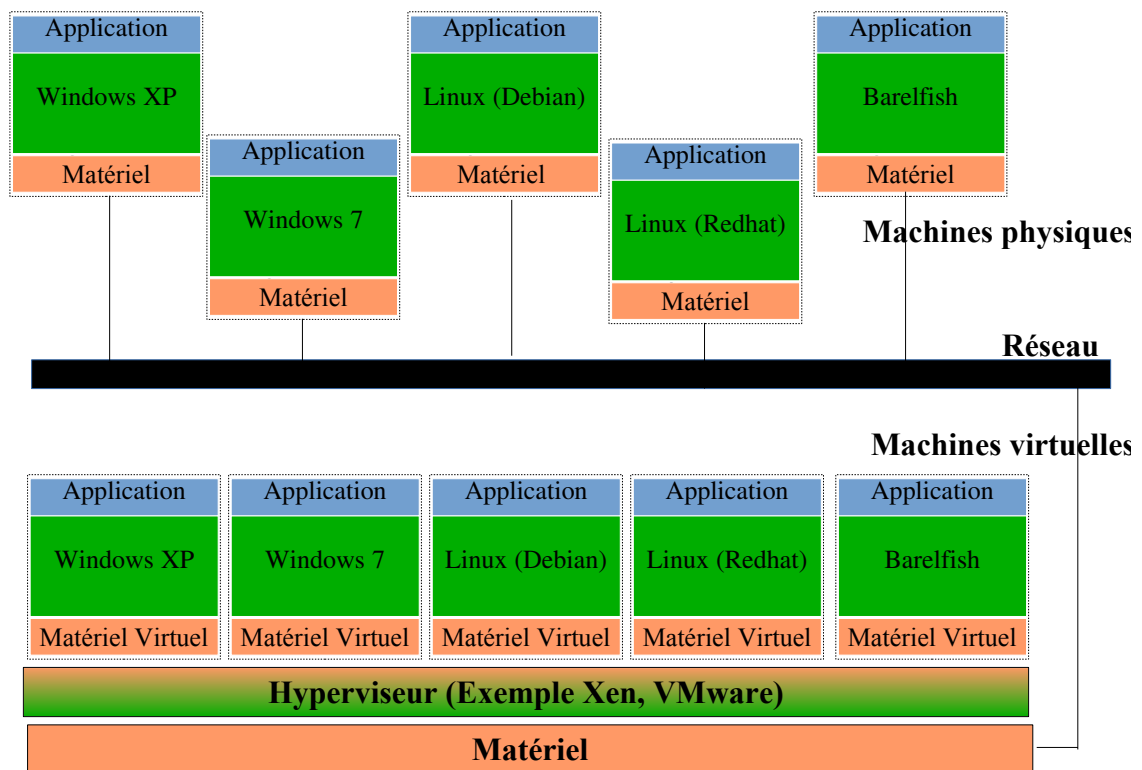 Application
Windows XP
Matériel
Application
Windows 7
Matériel
Application
Linux (Debian)
Matériel
Application
Linux (Redhat)
Matériel
Application
Barelfish
Matériel
Machines physiques
Réseau
Machines virtuelles
Application
Windows XP
Matériel Virtuel
Application
Windows 7
Matériel Virtuel
Application
Linux (Debian)
Matériel Virtuel
Application
Linux (Redhat)
Matériel Virtuel
Application
Barelfish
Matériel Virtuel
Hyperviseur (Exemple Xen, VMware)
Matériel